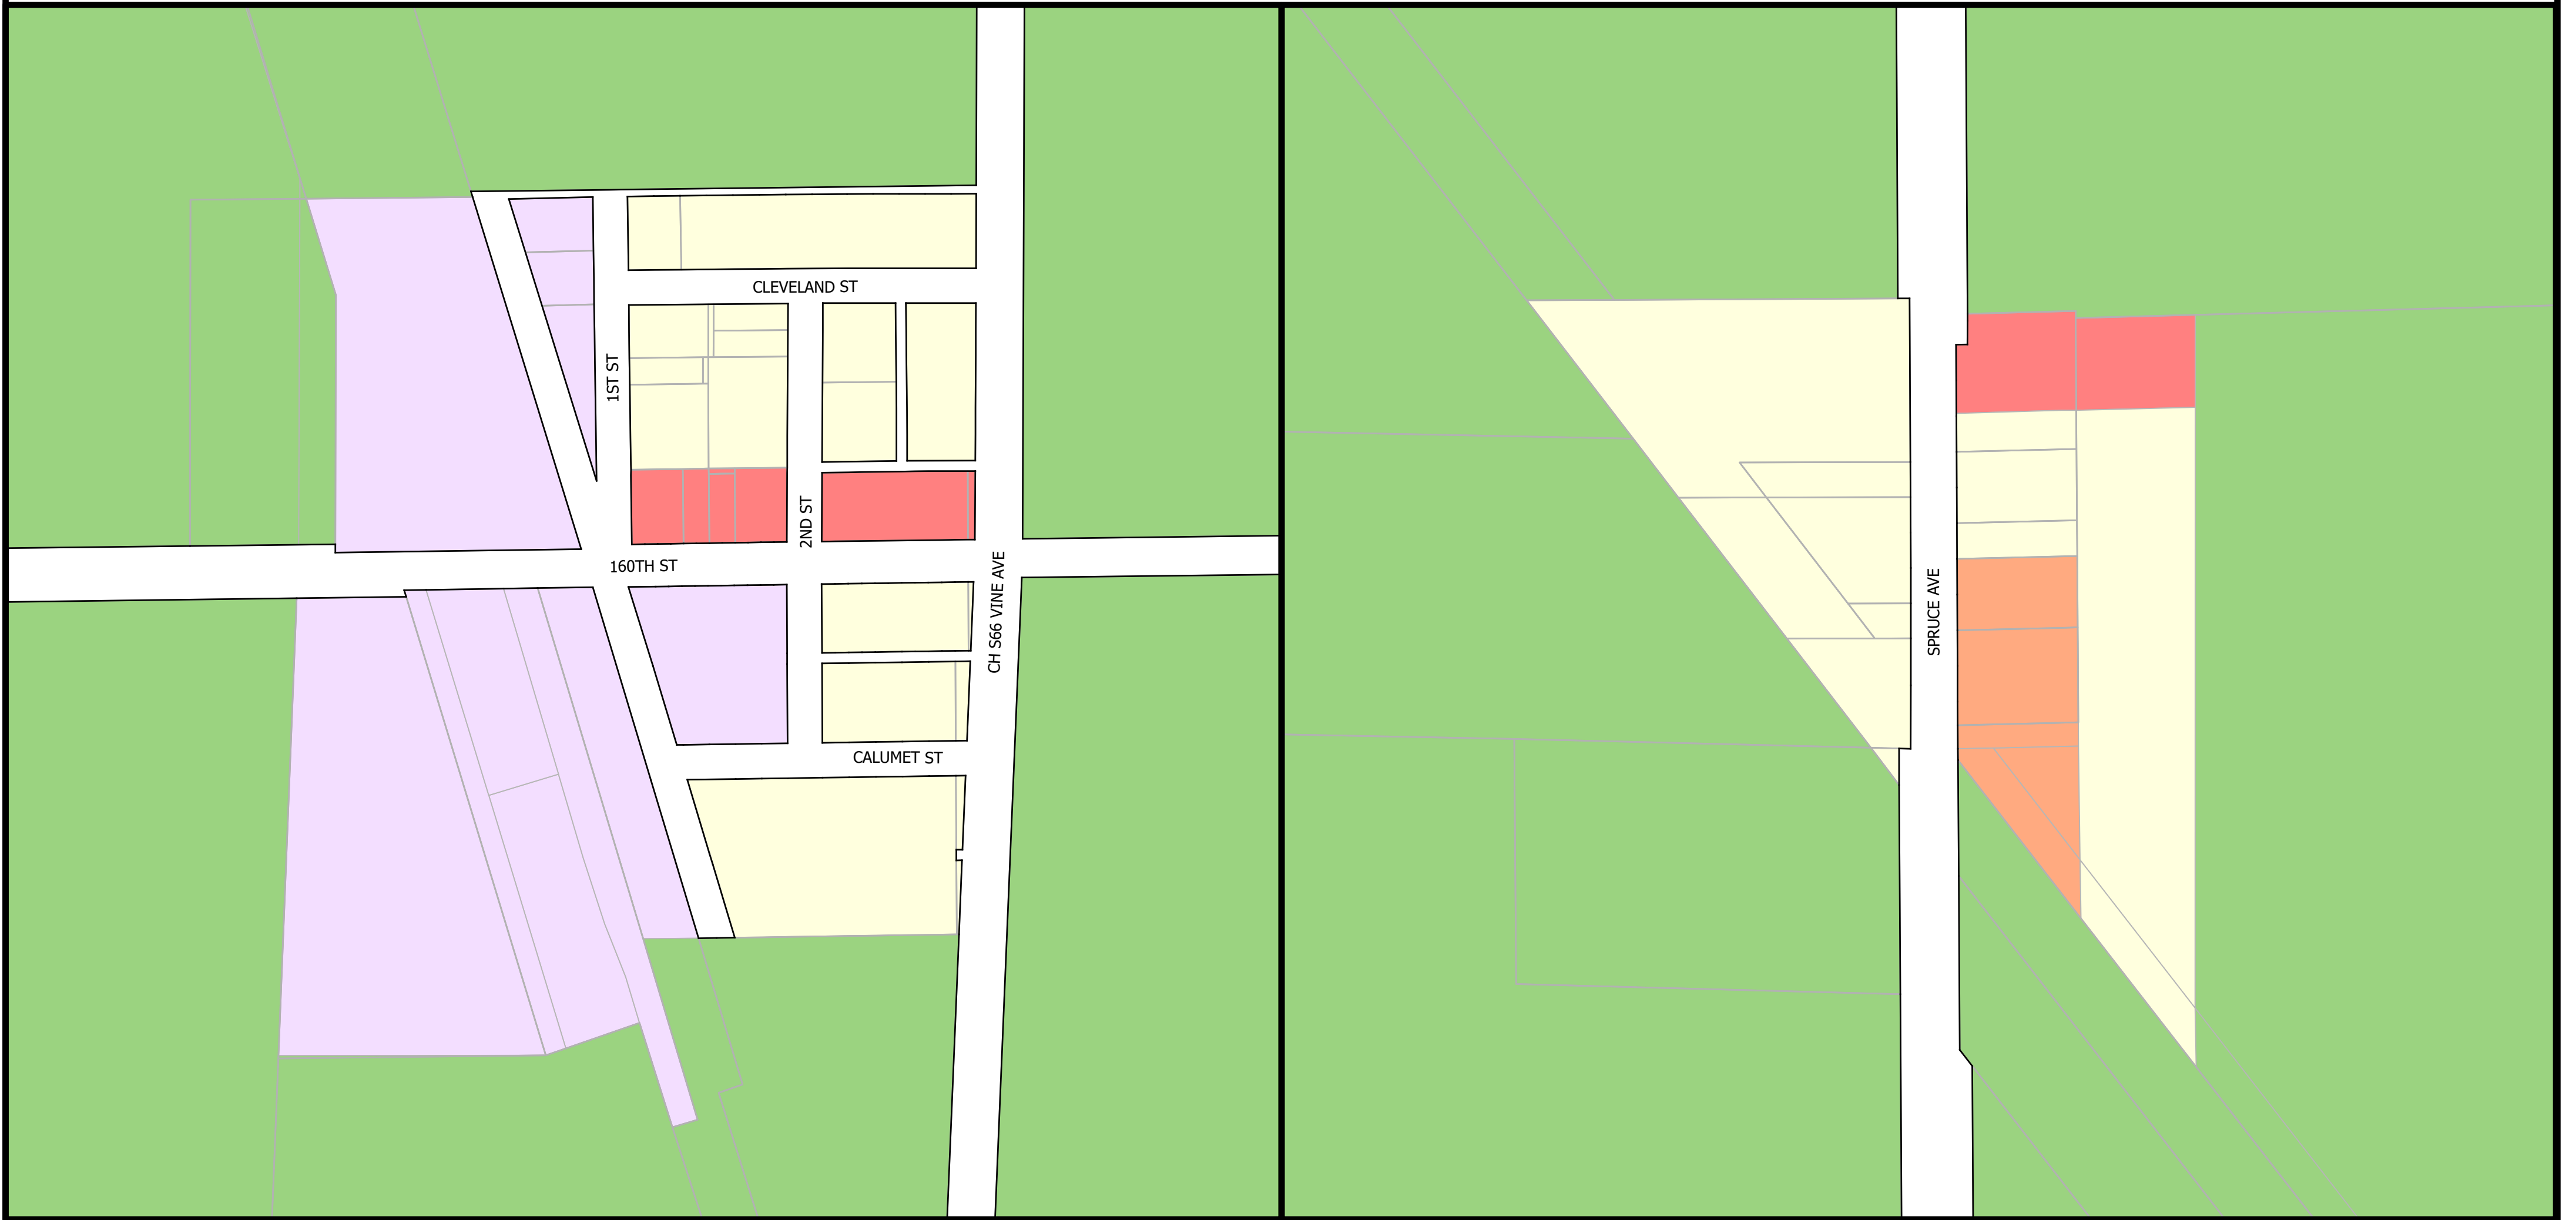 CLEVELAND ST
1ST ST
2ND ST
160TH ST
CH S66 VINE AVE
CALUMET ST
SPRUCE AVE